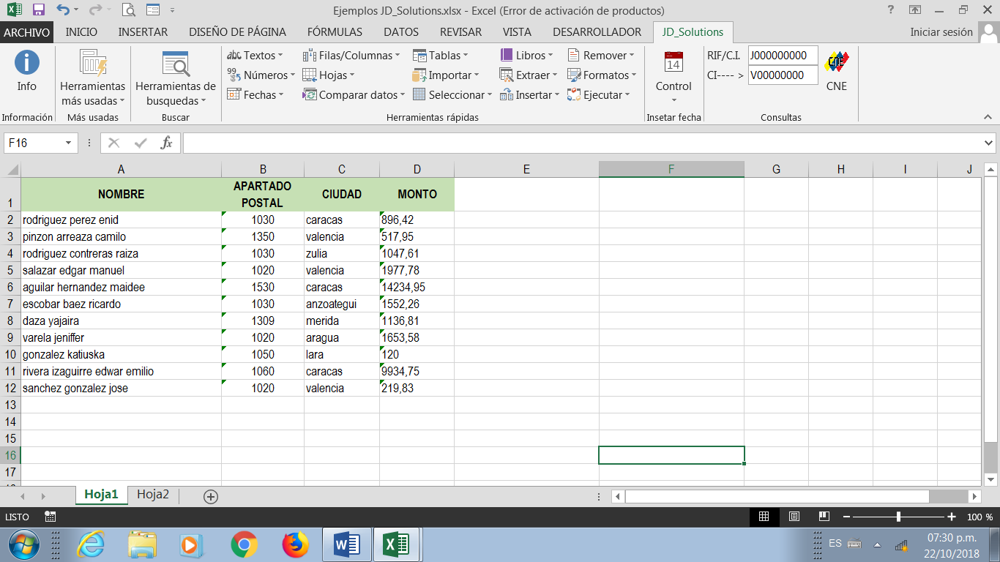 Ejemplos JD_Solutions.xlsx - Excel (Error de activación de productos)
ARCHIVO INICIO INSERTAR DISEÑO DE PÁGINA FÓRMULAS DATOS REVISAR VISTA DESARROLLADOR JD_Solutions Iniciar sesión
Info
Información
Herramientas
más usadas
Más usadas
Herramientas de
busquedas
Buscar
Textos Filas/Columnas Tablas Libros Remover
Números Hojas Importar Extraer Formatos
Fechas Comparar datos Seleccionar Insertar Ejecutar
Herramientas rápidas
14
Control
Insetar fecha
RIF/C.I. J000000000
CI---- > V00000000
CNE
Consultas
F16 fx
A B C D E F G H I J
1 NOMBRE APARTADO POSTAL CIUDAD MONTO
2 rodriguez perez enid 1030 caracas 896,42
3 pinzon arreaza camilo 1350 valencia 517,95
4 rodriguez contreras raiza 1030 zulia 1047,61
5 salazar edgar manuel 1020 valencia 1977,78
6 aguilar hernandez maidee 1530 caracas 14234,95
7 escobar baez ricardo 1030 anzoategui 1552,26
8 daza yajaira 1309 merida 1136,81
9 varela jeniffer 1020 aragua 1653,58
10 gonzalez katiuska 1050 lara 120
11 rivera izaguirre edwar emilio 1060 caracas 9934,75
12 sanchez gonzalez jose 1020 valencia 219,83
13
14
15
16
17
Hoja1 Hoja2
LISTO 100 %
ES 07:30 p.m.
22/10/2018